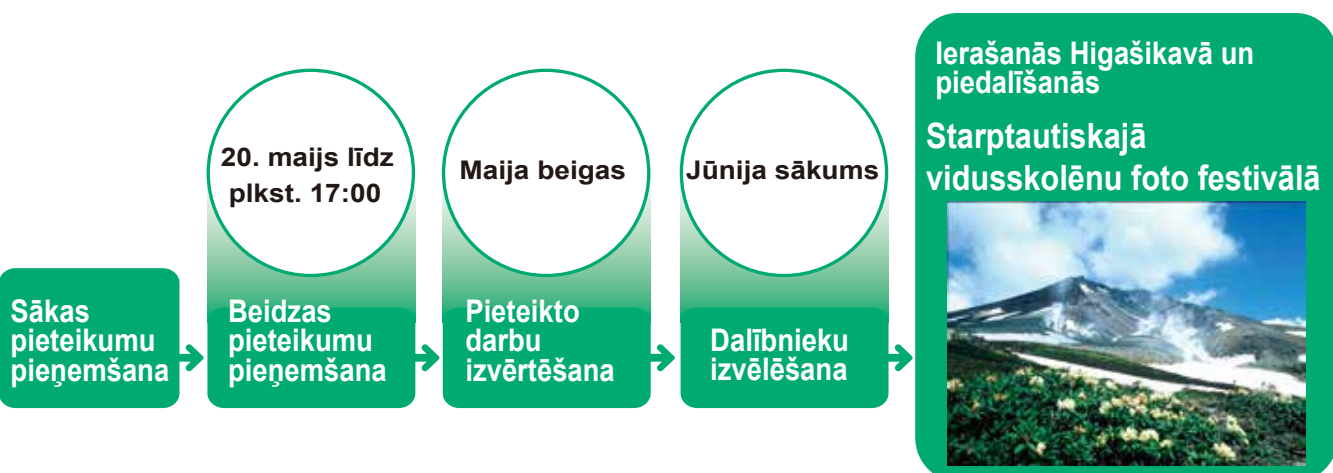 Sākas
pieteikumu
pieņemšana
20. maijs līdz
plkst. 17:00
Beidzas
pieteikumu
pieņemšana
Maija beigas
Pieteikto
darbu
izvērtēšana
Jūnija sākums
Dalībnieku
izvēlēšana
Ierašanās Higašikavā un
piedalīšanās
Starptautiskajā
vidusskolēnu foto festivālā